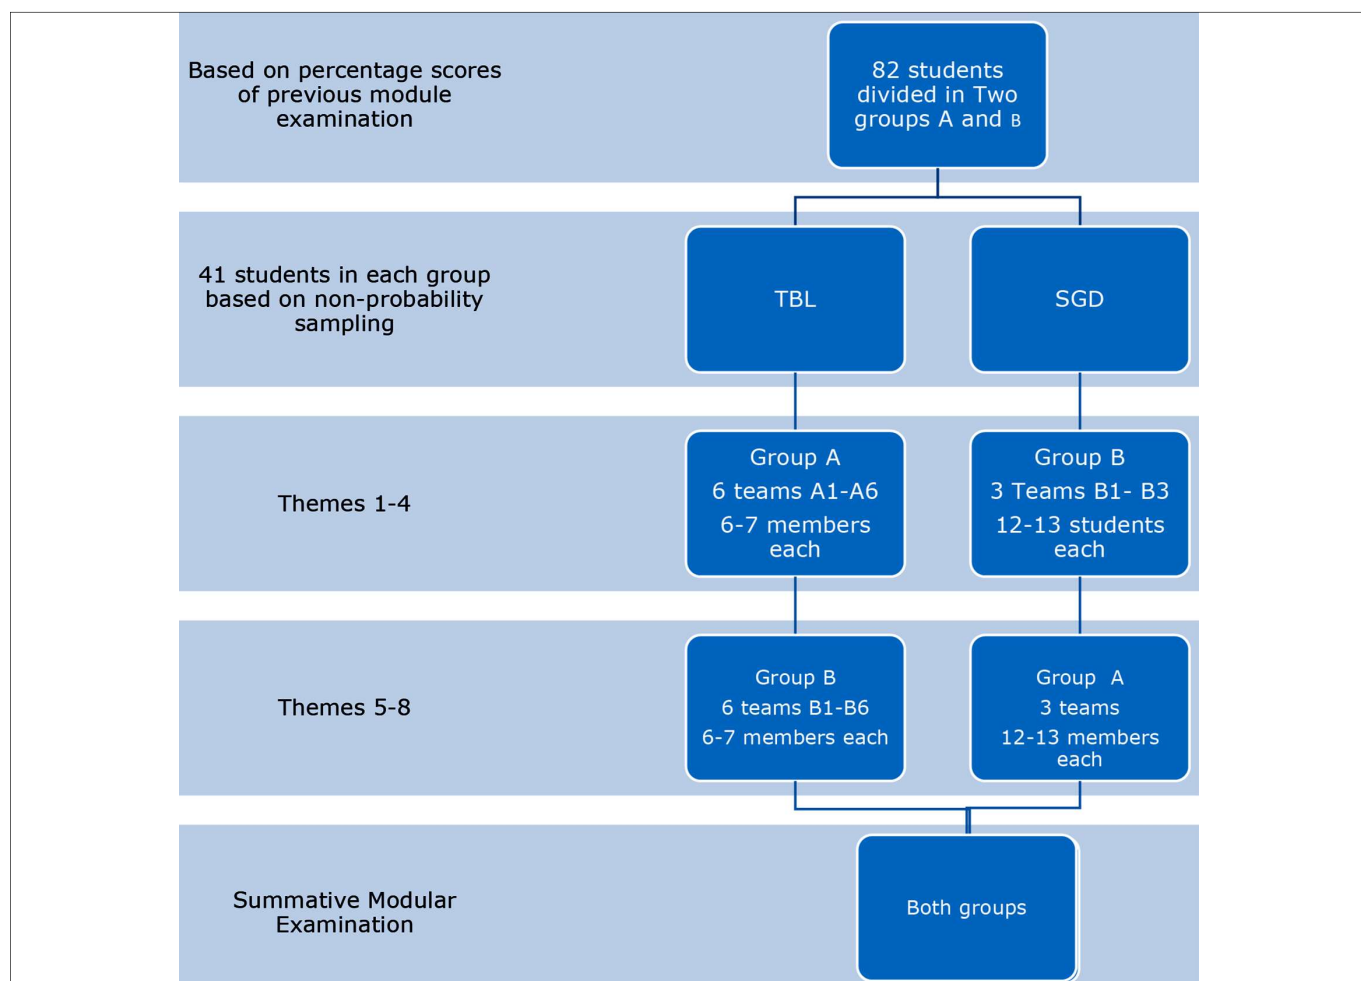 Based on percentage scores
of previous module
examination
82 students
divided in Two
groups A and B
41 students in each group
based on non-probability
sampling
TBL
SGD
Themes 1-4
Group A
6 teams A1-A6
6-7 members
each
Group B
3 Teams B1- B3
12-13 students
each
Themes 5-8
Group B
6 teams B1-B6
6-7 members each
Group A
3 teams
12-13 members
each
Summative Modular
Examination
Both groups